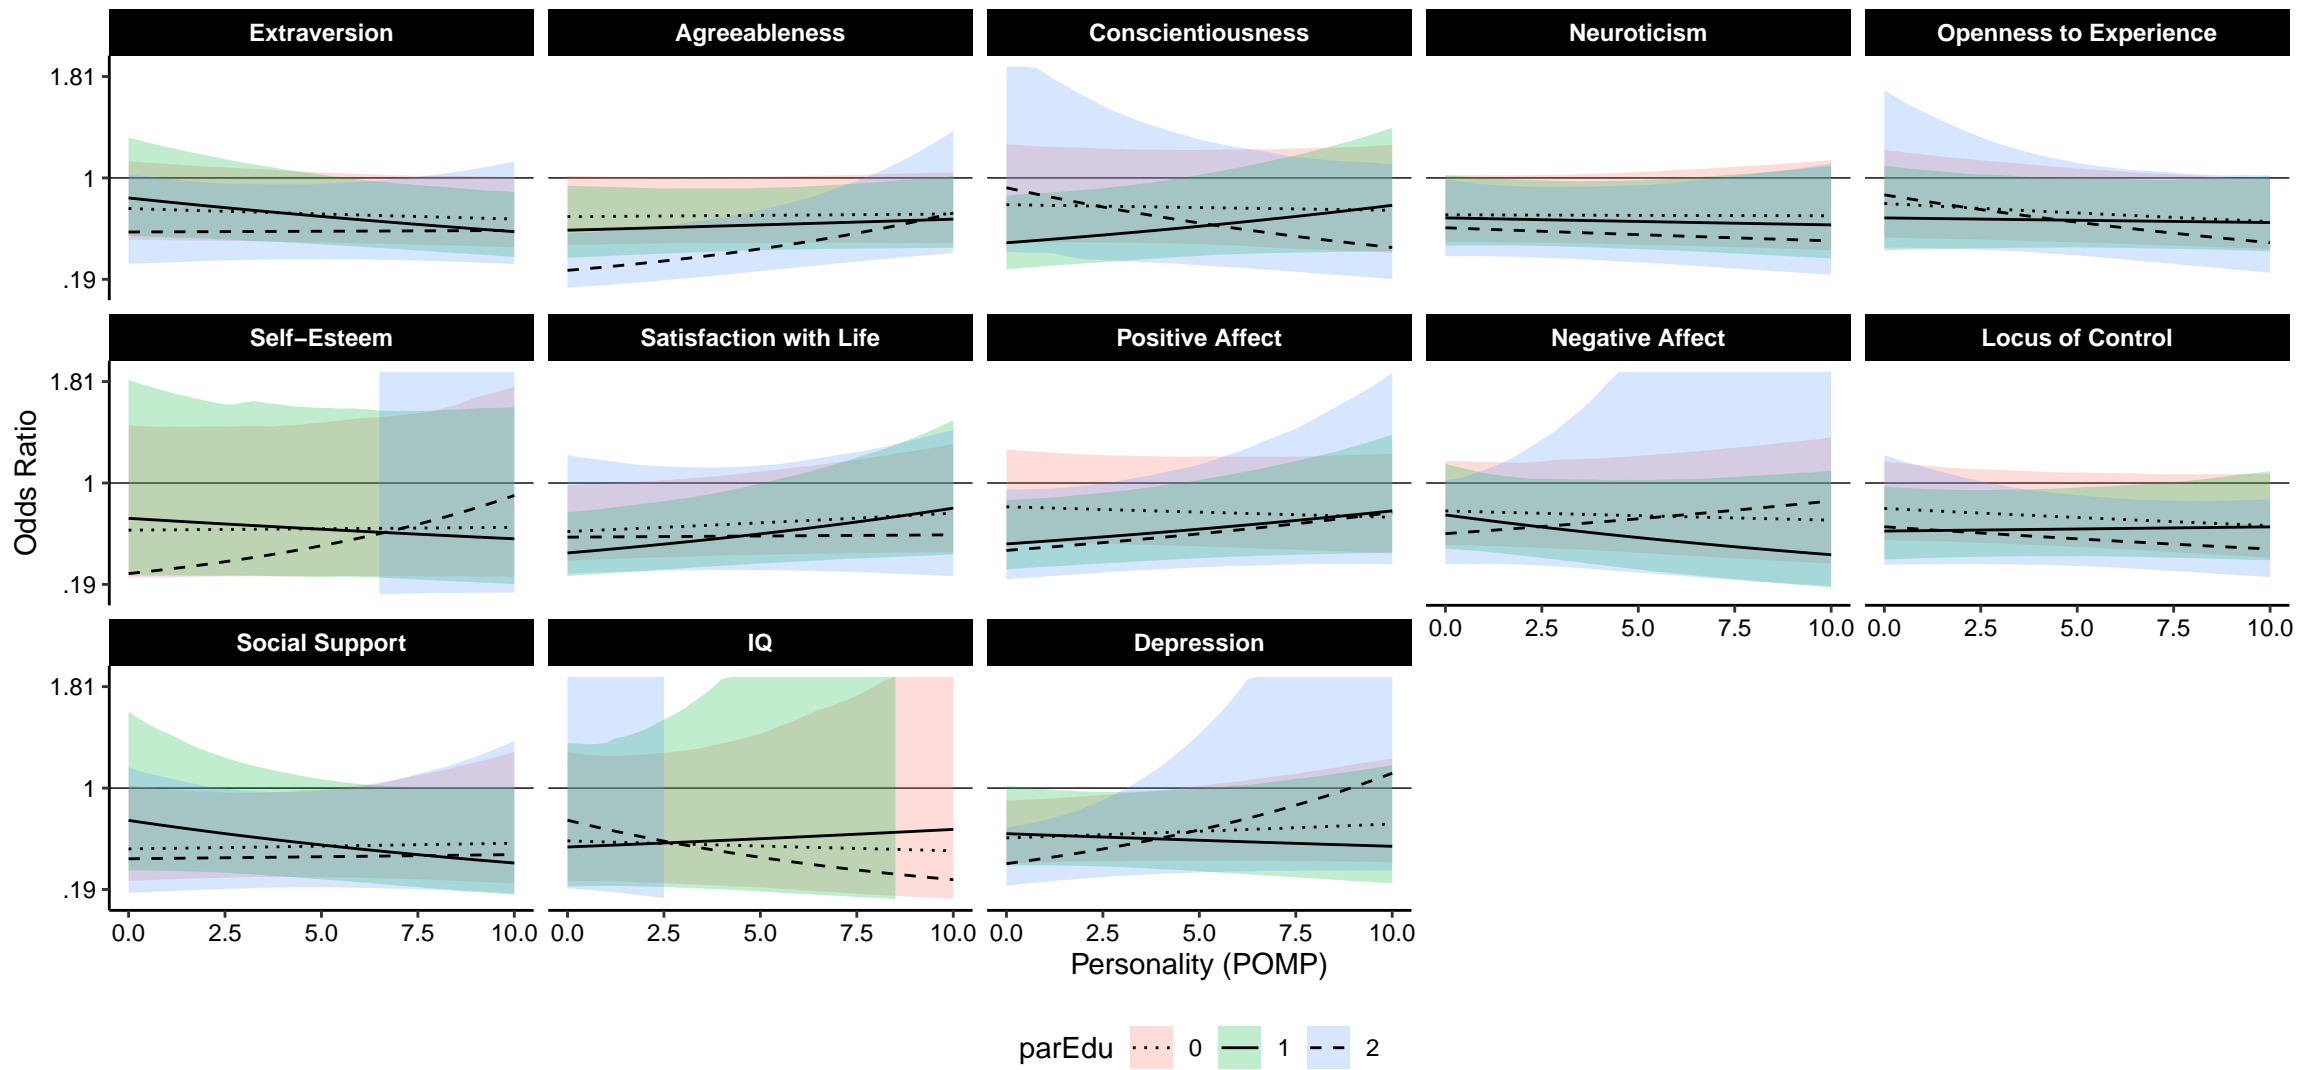 Extraversion Agreeableness Conscientiousness Neuroticism Openness to Experience
1.81
1
.19
Self−Esteem Satisfaction with Life Positive Affect Negative Affect Locus of Control
1.81
1
.19
0.0 2.5 5.0 7.5 10.0 0.0 2.5 5.0 7.5 10.0
Social Support IQ Depression
1.81
1
.19
0.0 2.5 5.0 7.5 10.0 0.0 2.5 5.0 7.5 10.0 0.0 2.5 5.0 7.5 10.0
Odds Ratio
Personality (POMP)
parEdu 0 1 2